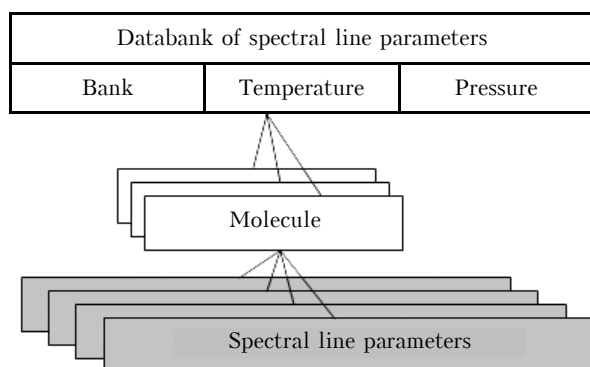 Databank of spectral line parameters
Bank Temperature Pressure
Molecule
Spectral line parameters